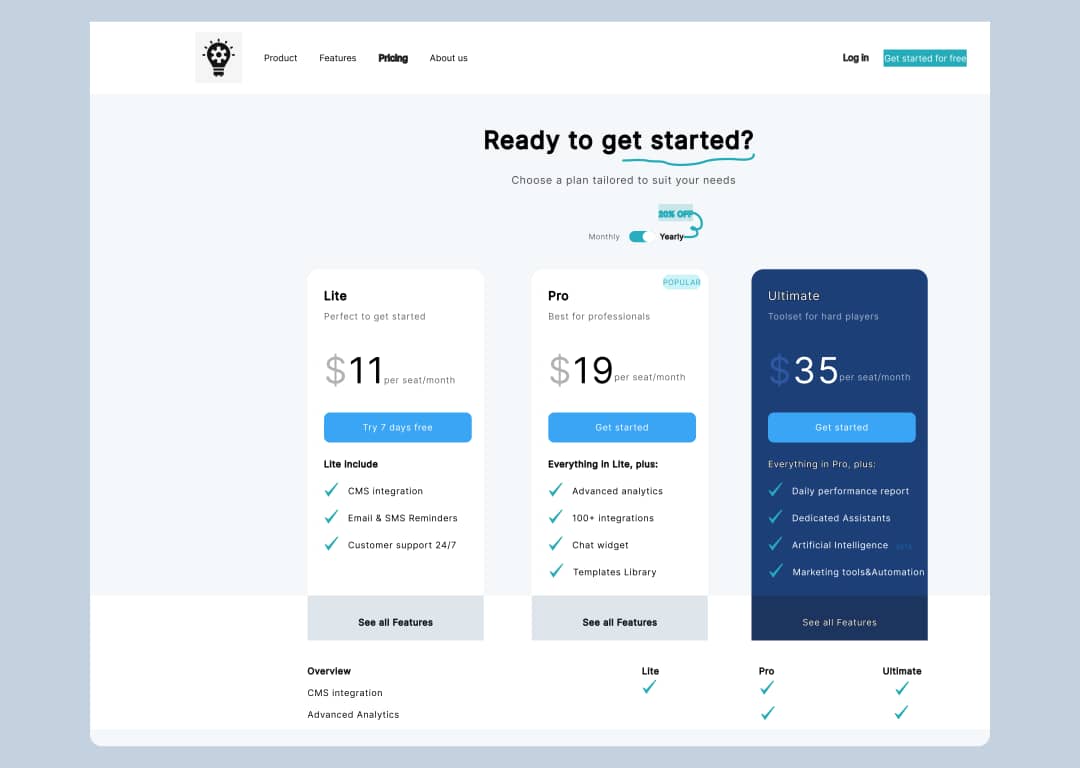 Product Features Pricing About us Log in Get started for free
Ready to get started?
Choose a plan tailored to suit your needs
20% OFF
Monthly Yearly
Lite
Perfect to get started
$11 per seat/month
Try 7 days free
Lite include
CMS integration
Email & SMS Reminders
Customer support 24/7
See all Features
POPULAR
Pro
Best for professionals
$19 per seat/month
Get started
Everything in Lite, plus:
Advanced analytics
100+ integrations
Chat widget
Templates Library
See all Features
Ultimate
Toolset for hard players
$35 per seat/month
Get started
Everything in Pro, plus:
Daily performance report
Dedicated Assistants
Artificial Intelligence BETA
Marketing tools&Automation
See all Features
Overview Lite Pro Ultimate
CMS integration
Advanced Analytics